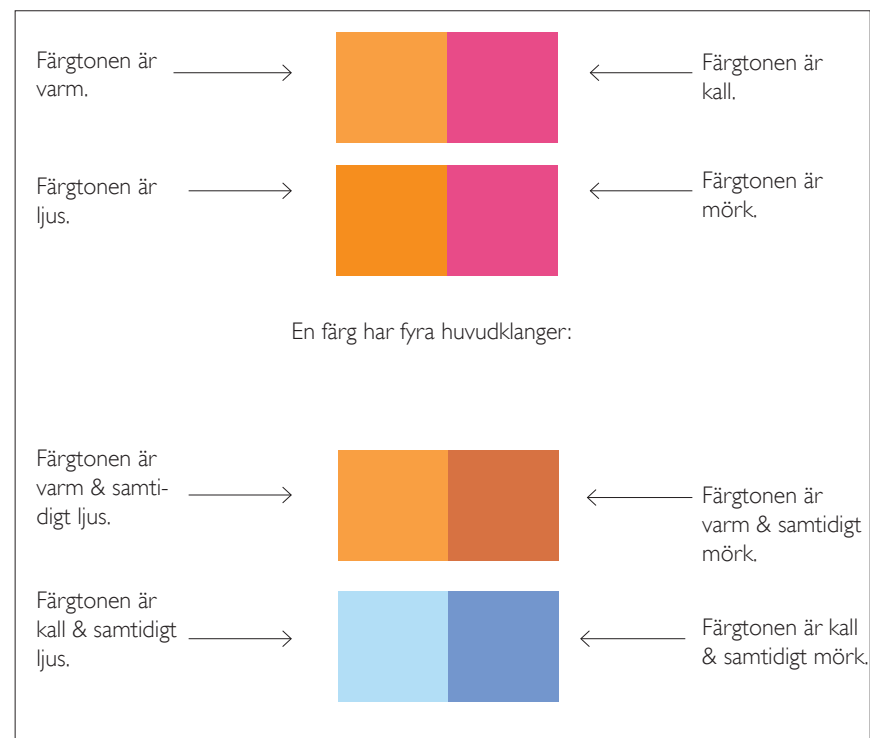 Färgtonen är
varm.
Färgtonen är
kall.
Färgtonen är
ljus.
Färgtonen är
mörk.
En färg har fyra huvudklanger:
Färgtonen är
varm & samti-
digt ljus.
Färgtonen är
varm & samtidigt
mörk.
Färgtonen är
kall & samtidigt
ljus.
Färgtonen är kall
& samtidigt mörk.